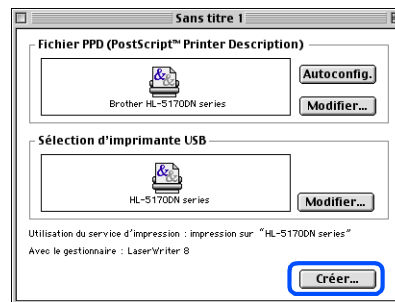 Sans titre 1
Fichier PPD (PostScript™ Printer Description)
Autoconfig.
Brother HL-5170DN series
Modifier...
Sélection d'imprimante USB
HL-5170DN series
Modifier...
Utilisation du service d'impression : impression sur "HL-5170DN series"
Avec le gestionnaire : LaserWriter 8
Créer...